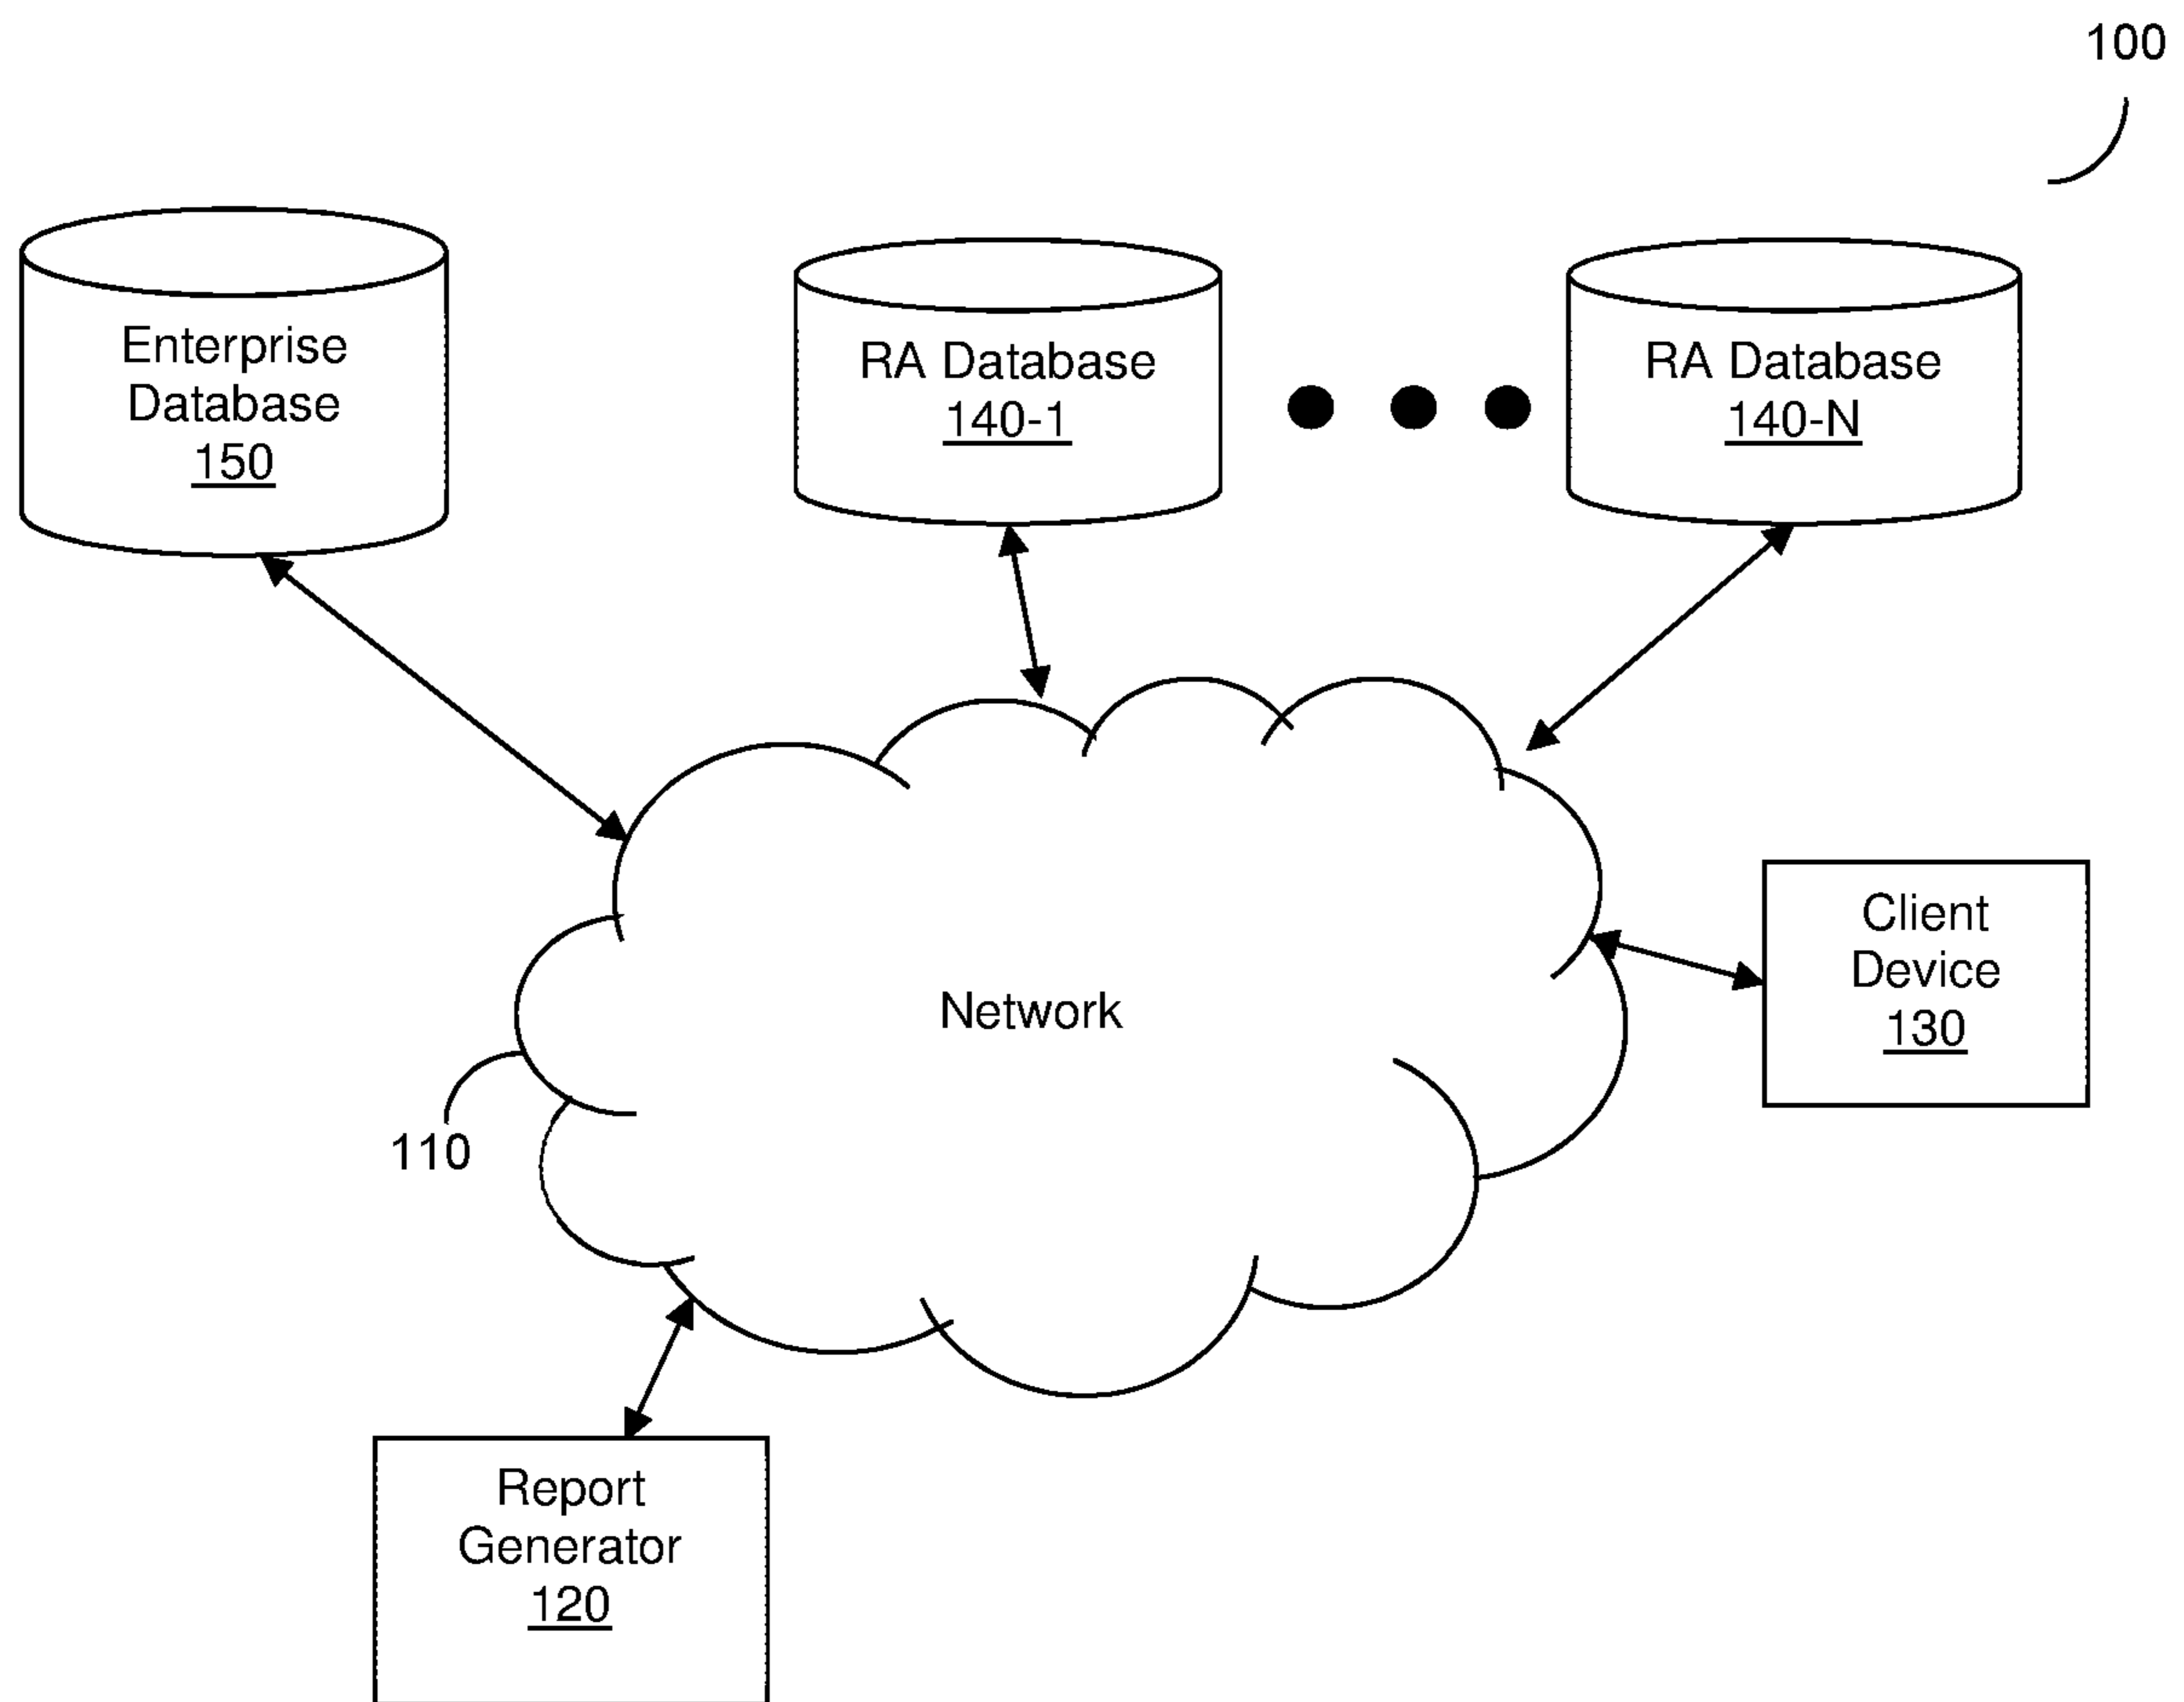 100
Enterprise
Database
150
RA Database
140-1
RA Database
140-N
Network
Client
Device
130
110
Report
Generator
120